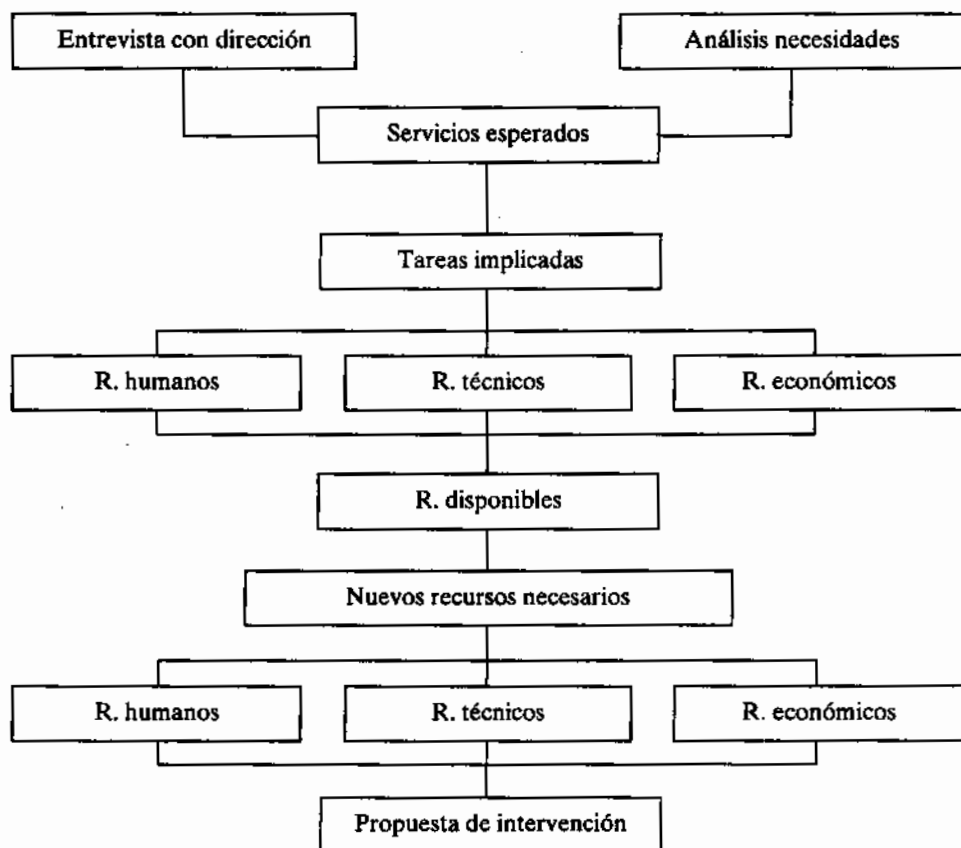 Entrevista con dirección
Análisis necesidades
Servicios esperados
Tareas implicadas
R. humanos
R. técnicos
R. económicos
R. disponibles
Nuevos recursos necesarios
R. humanos
R. técnicos
R. económicos
Propuesta de intervención